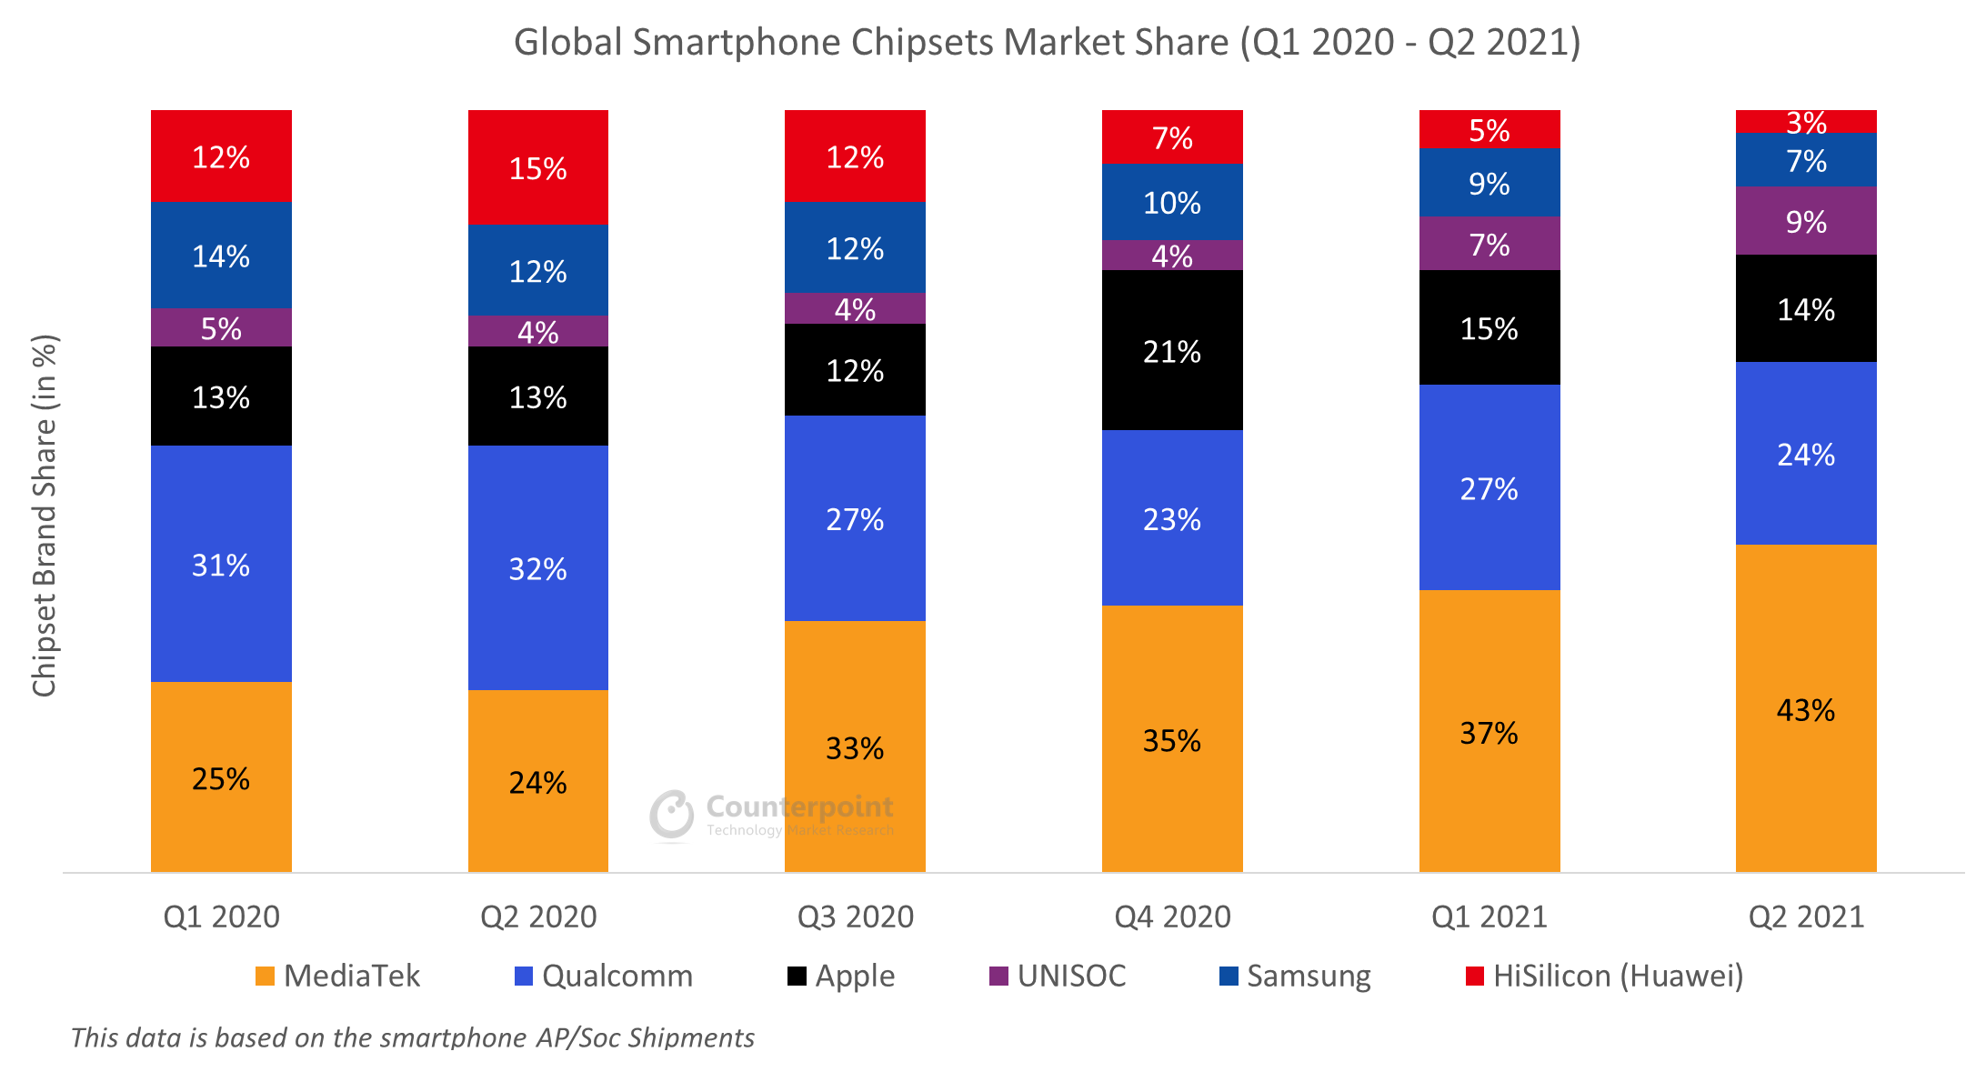 Global Smartphone Chipsets Market Share (Q1 2020 - Q2 2021)
Chipset Brand Share (in %)
12% 15% 12% 7% 5% 3%
14% 12% 12% 10% 9% 7%
5% 4% 4% 4% 7% 9%
13% 13% 12% 21% 15% 14%
31% 32% 27% 23% 27% 24%
25% 24% 33% 35% 37% 43%
Counterpoint
Technology Market Research
Q1 2020 Q2 2020 Q3 2020 Q4 2020 Q1 2021 Q2 2021
MediaTek Qualcomm Apple UNISOC Samsung HiSilicon (Huawei)
This data is based on the smartphone AP/Soc Shipments